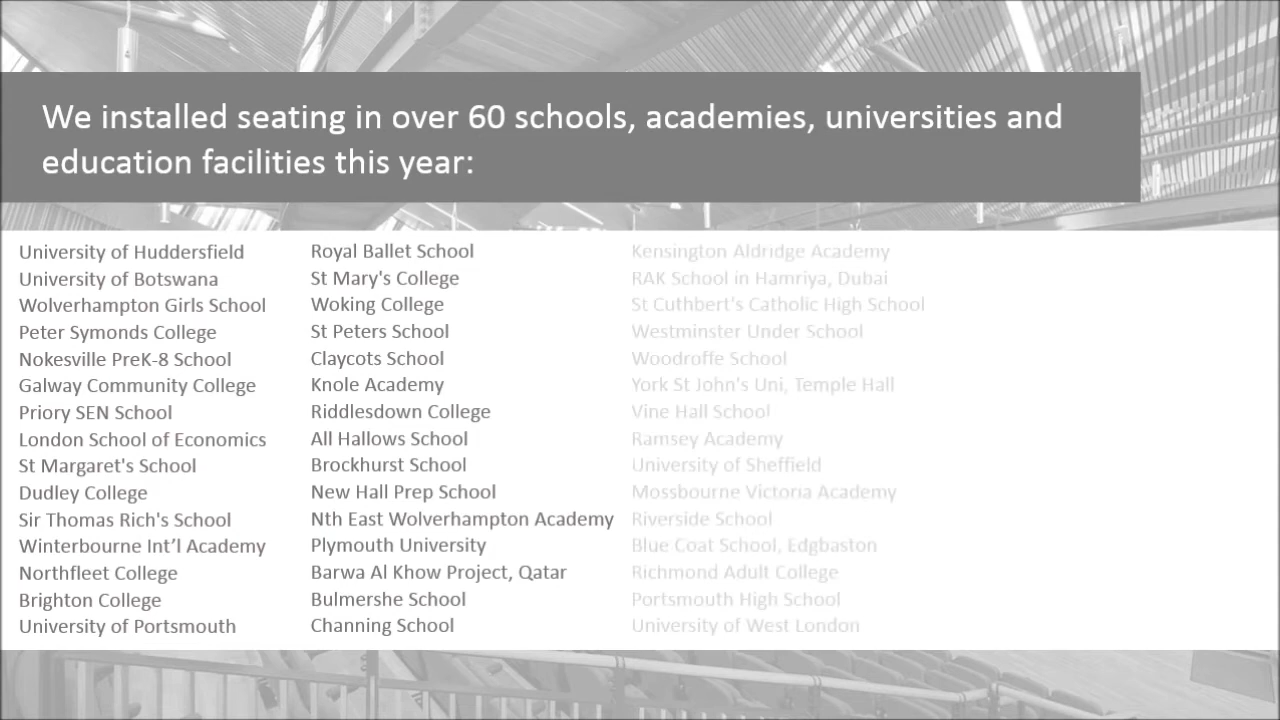 We installed seating in over 60 schools, academies, universities and
education facilities this year:
University of Huddersfield
University of Botswana
Wolverhampton Girls School
Peter Symonds College
Nokesville PreK-8 School
Galway Community College
Priory SEN School
London School of Economics
St Margaret's School
Dudley College
Sir Thomas Rich's School
Winterbourne Int’l Academy
Northfleet College
Brighton College
University of Portsmouth
Royal Ballet School
St Mary's College
Woking College
St Peters School
Claycots School
Knole Academy
Riddlesdown College
All Hallows School
Brockhurst School
New Hall Prep School
Nth East Wolverhampton Academy
Plymouth University
Barwa Al Khow Project, Qatar
Bulmershe School
Channing School
Kensington Aldridge Academy
RAK School in Hamriya, Dubai
St Cuthbert's Catholic High School
Westminster Under School
Woodroffe School
York St John's Uni, Temple Hall
Vine Hall School
Ramsey Academy
University of Sheffield
Mossbourne Victoria Academy
Riverside School
Blue Coat School, Edgbaston
Richmond Adult College
Portsmouth High School
University of West London